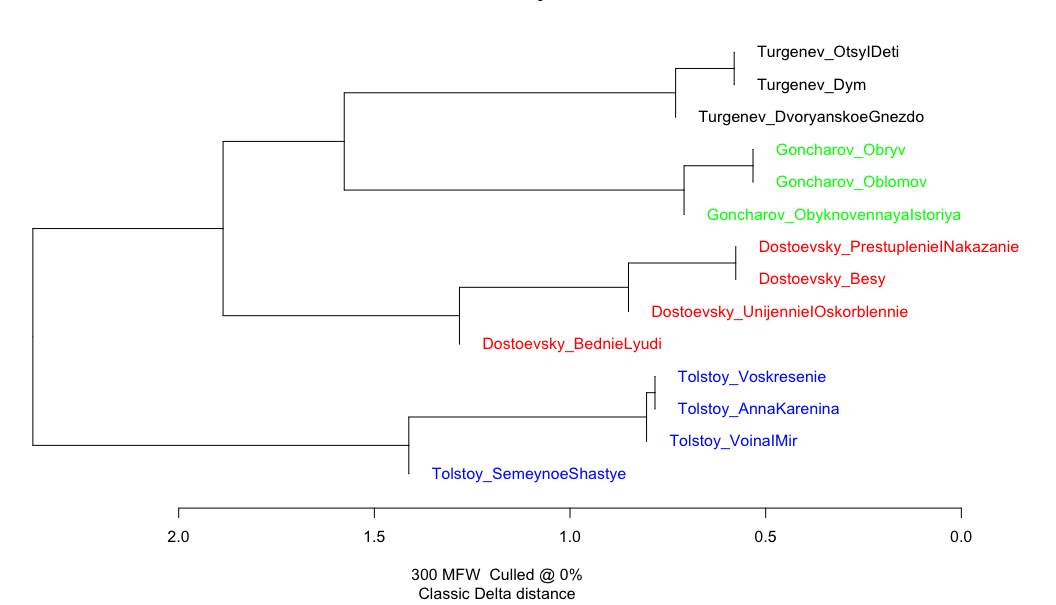 Turgenev_OtsyIDeti
Turgenev_Dym
Turgenev_DvoryanskoeGnezdo
Goncharov_Obryv
Goncharov_Oblomov
Goncharov_ObyknovennayaIstoriya
Dostoevsky_PrestuplenieINakazanie
Dostoevsky_Besy
Dostoevsky_UnijennieIOskorblennie
Dostoevsky_BednieLyudi
Tolstoy_Voskresenie
Tolstoy_AnnaKarenina
Tolstoy_VoinaIMir
Tolstoy_SemeynoeShastye
2.0 1.5 1.0 0.5 0.0
300 MFW Culled @ 0%
Classic Delta distance